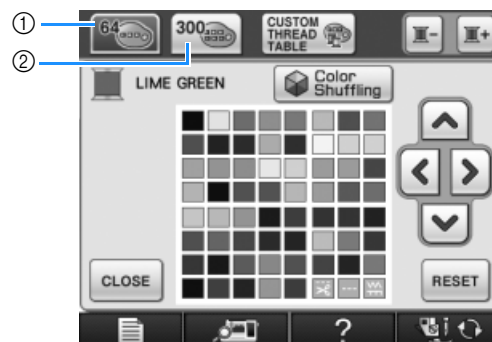 ①
②
64
300
CUSTOM
THREAD
TABLE
LIME GREEN
Color
Shuffling
CLOSE
RESET
?